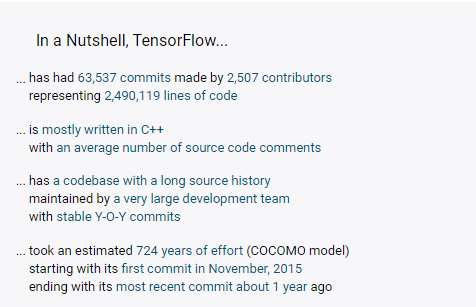 In a Nutshell, TensorFlow...
... has had 63,537 commits made by 2,507 contributors
representing 2,490,119 lines of code
... is mostly written in C++
with an average number of source code comments
... has a codebase with a long source history
maintained by a very large development team
with stable Y-O-Y commits
... took an estimated 724 years of effort (COCOMO model)
starting with its first commit in November, 2015
ending with its most recent commit about 1 year ago